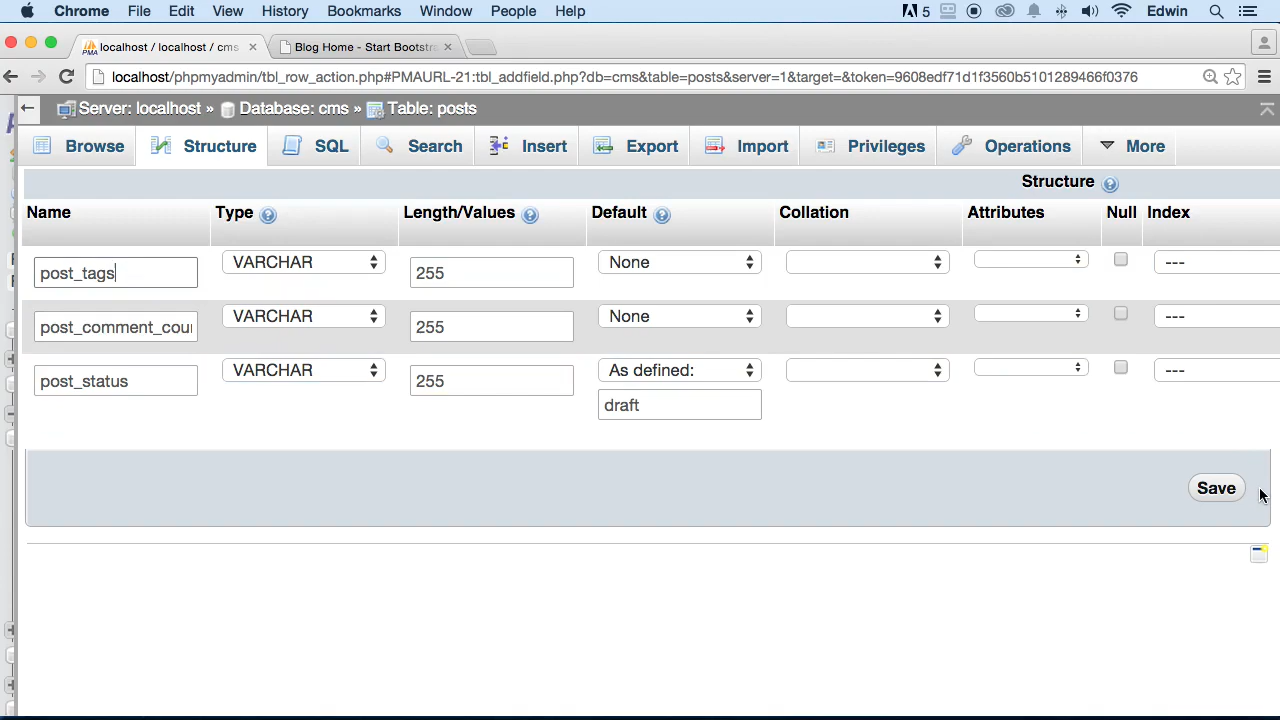 Chrome File Edit View History Bookmarks Window People Help 5 Edwin
localhost / localhost / cms Blog Home - Start Bootstra
localhost/phpmyadmin/tbl_row_action.php#PMAURL-21:tbl_addfield.php?db=cms&table=posts&server=1&target=&token=9608edf71d1f3560b5101289466f0376
Server: localhost » Database: cms » Table: posts
Browse Structure SQL Search Insert Export Import Privileges Operations More
Structure
Name Type Length/Values Default Collation Attributes Null Index
post_tags VARCHAR 255 None ---
post_comment_cou VARCHAR 255 None ---
post_status VARCHAR 255 As defined: ---
draft
Save